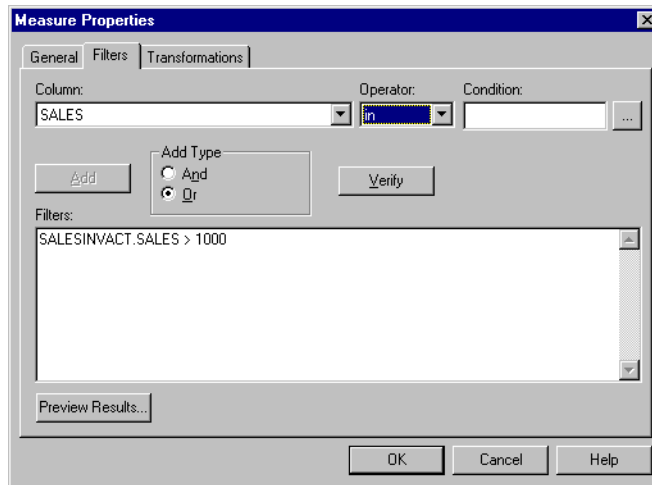 Measure Properties
General Filters Transformations
Column: Operator: Condition:
SALES in ...
Add Type
Add And Verify
Or
Filters:
SALESINVACT.SALES > 1000
Preview Results...
OK Cancel Help